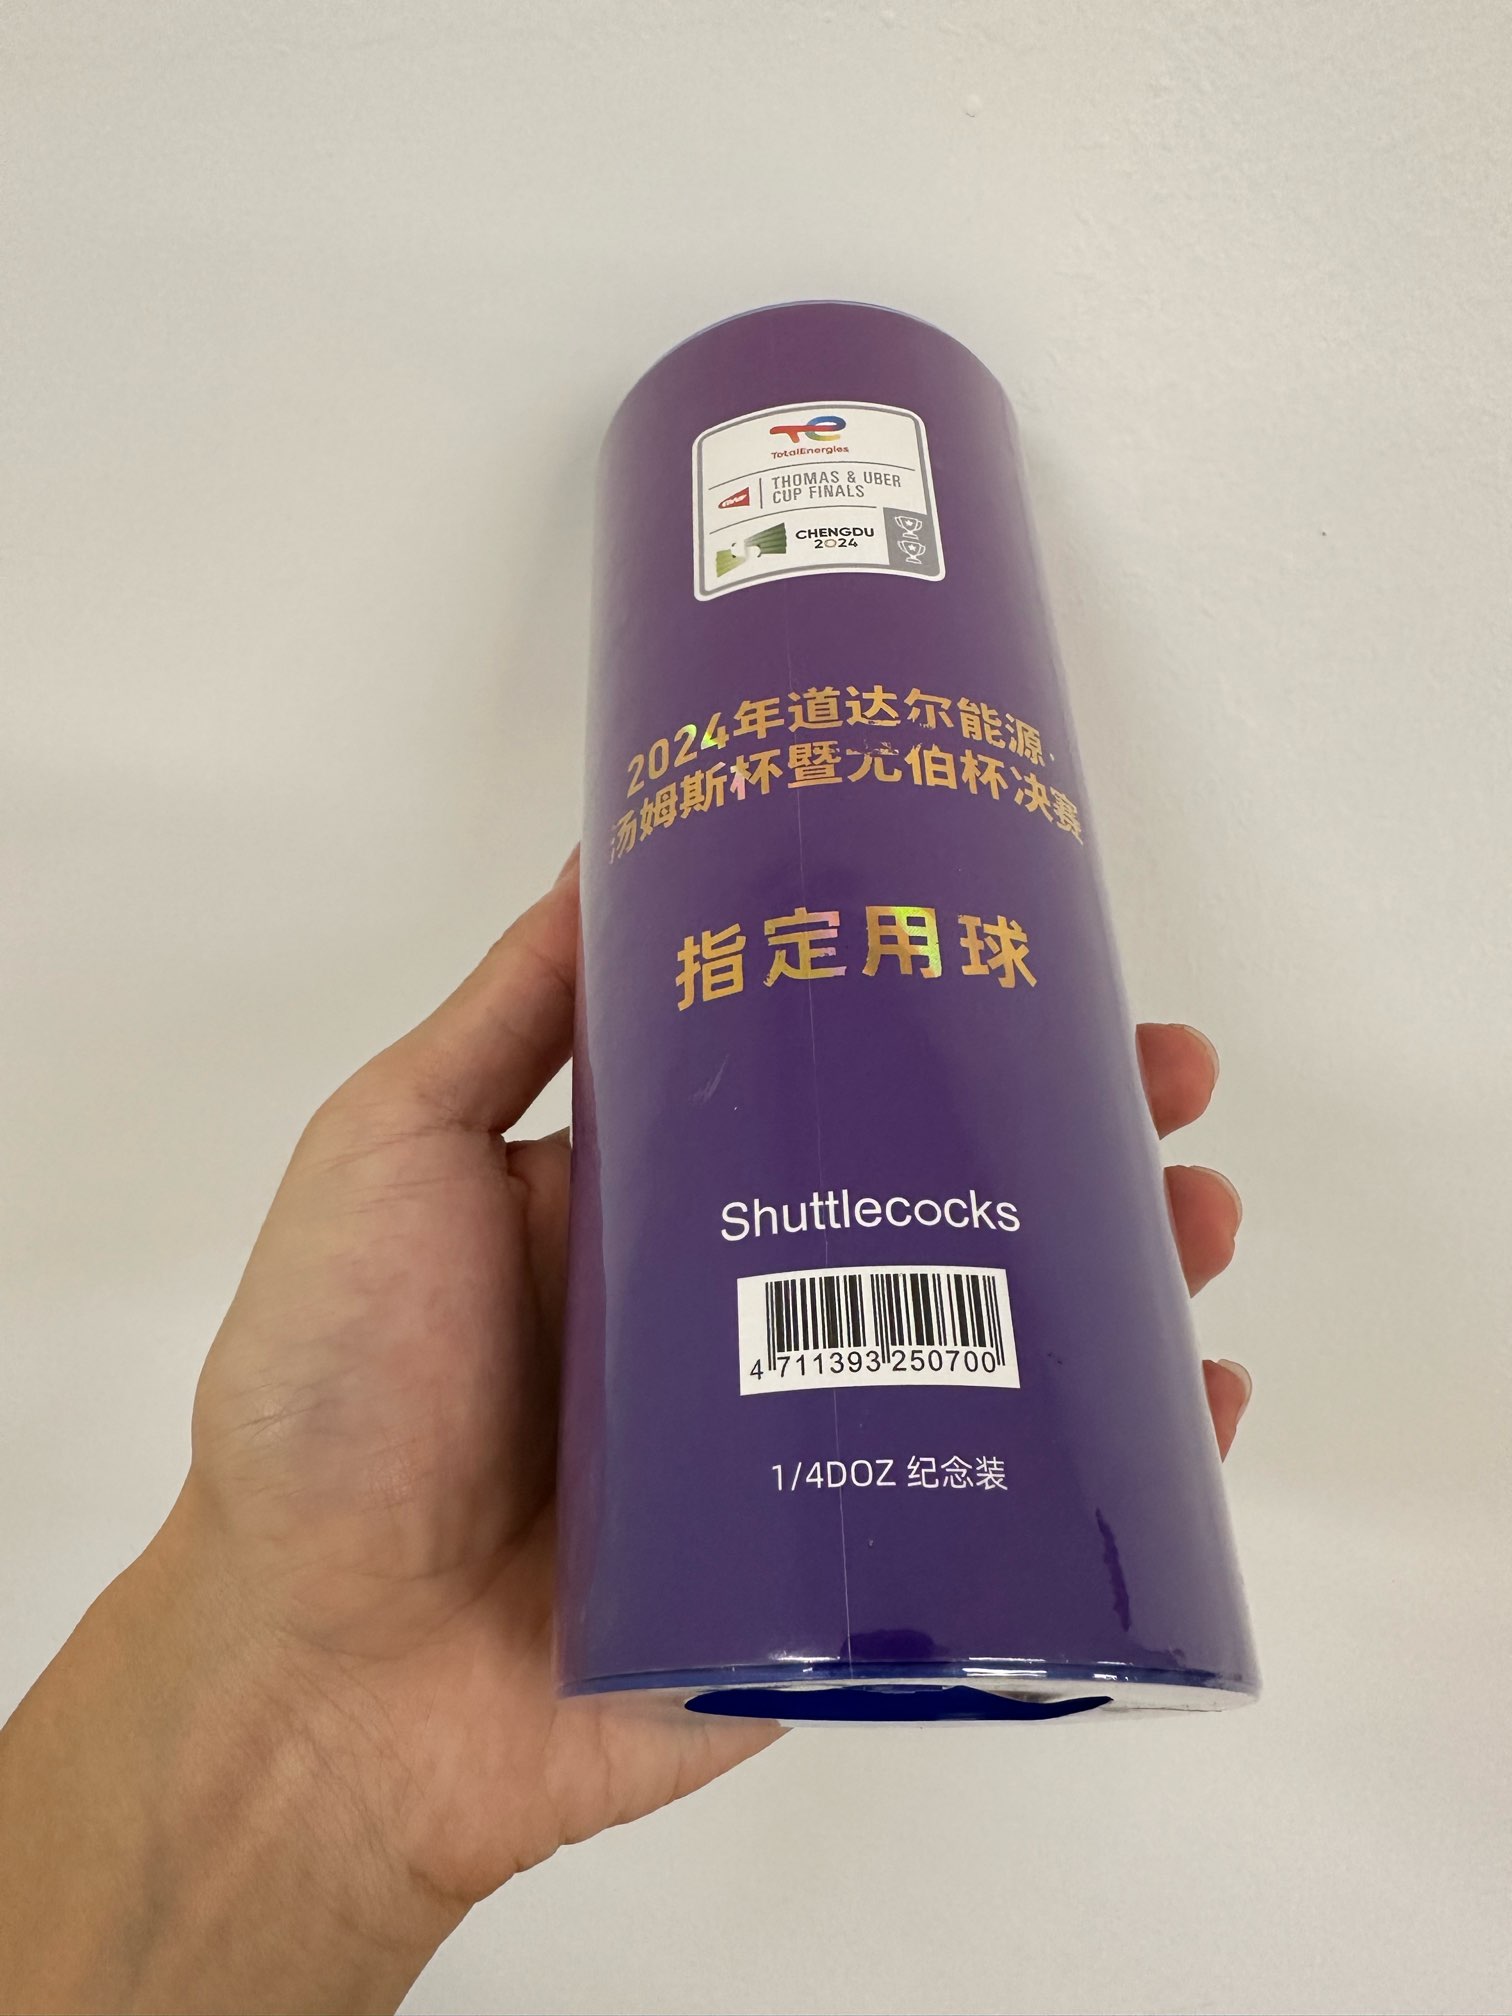 TotalEnergies
BWF
THOMAS & UBER
CUP FINALS
CHENGDU
2024
2024年道达尔能源·
汤姆斯杯暨尤伯杯决赛
指定用球
Shuttlecocks
4 711393 250700
1/4DOZ 纪念装